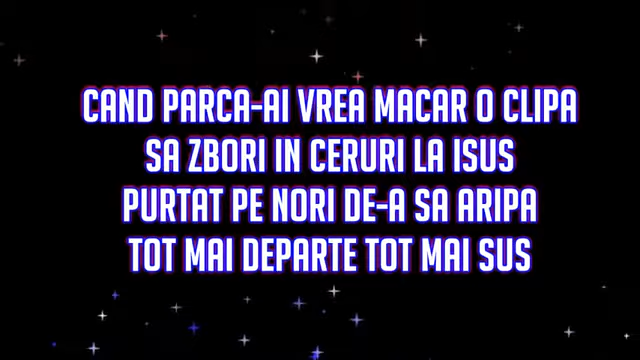 CAND PARCA-AI VREA MACAR O CLIPA
SA ZBORI IN CERURI LA ISUS
PURTAT PE NORI DE-A SA ARIPA
TOT MAI DEPARTE TOT MAI SUS